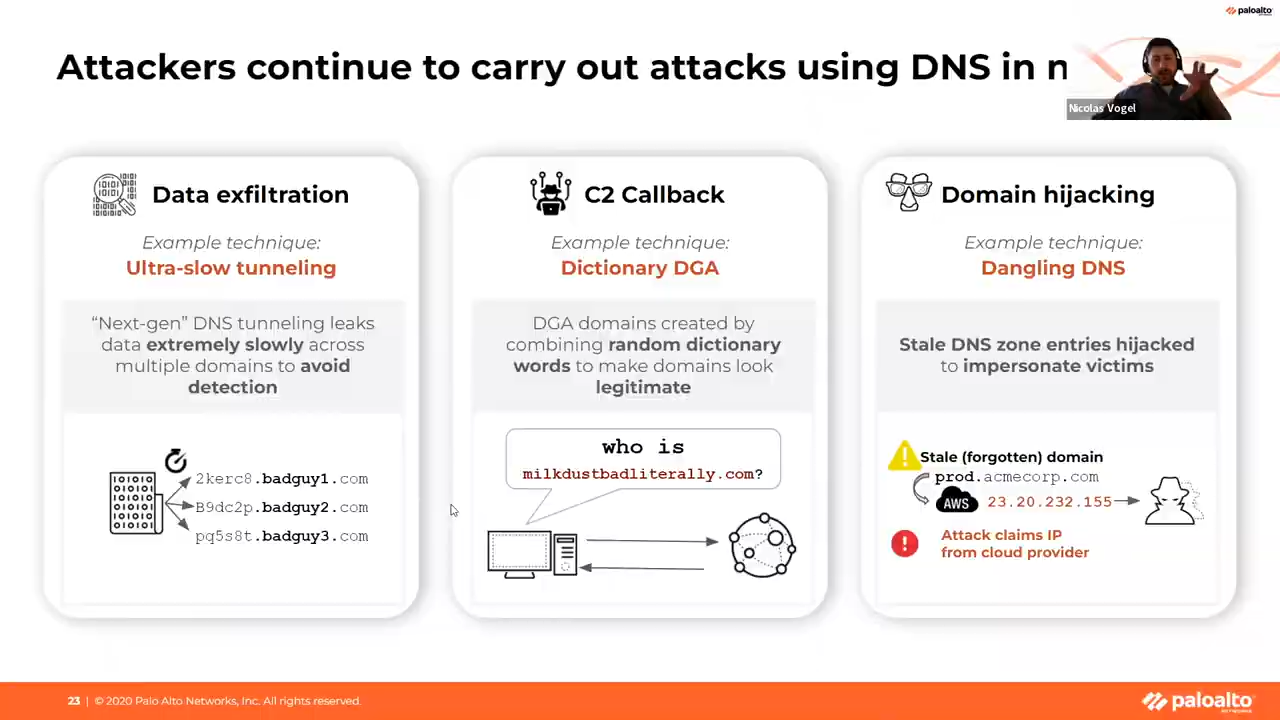 paloalto
Attackers continue to carry out attacks using DNS in n
Nicolas Vogel
Data exfiltration
Example technique:
Ultra-slow tunneling
“Next-gen” DNS tunneling leaks
data extremely slowly across
multiple domains to avoid
detection
2kerc8.badguy1.com
B9dc2p.badguy2.com
pq5s8t.badguy3.com
C2 Callback
Example technique:
Dictionary DGA
DGA domains created by
combining random dictionary
words to make domains look
legitimate
who is
milkdustbadliterally.com?
Domain hijacking
Example technique:
Dangling DNS
Stale DNS zone entries hijacked
to impersonate victims
Stale (forgotten) domain
prod.acmecorp.com
AWS 23.20.232.155
Attack claims IP
from cloud provider
23 | © 2020 Palo Alto Networks, Inc. All rights reserved.
paloalto
NETWORKS